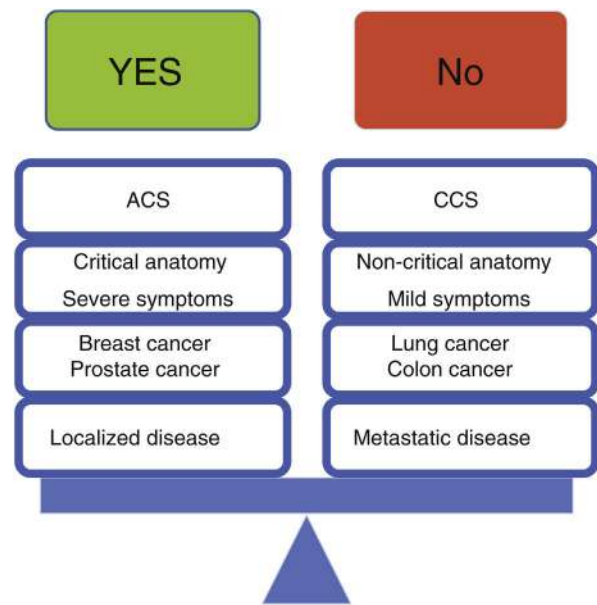 YES
No
ACS
CCS
Critical anatomy
Severe symptoms
Non-critical anatomy
Mild symptoms
Breast cancer
Prostate cancer
Lung cancer
Colon cancer
Localized disease
Metastatic disease